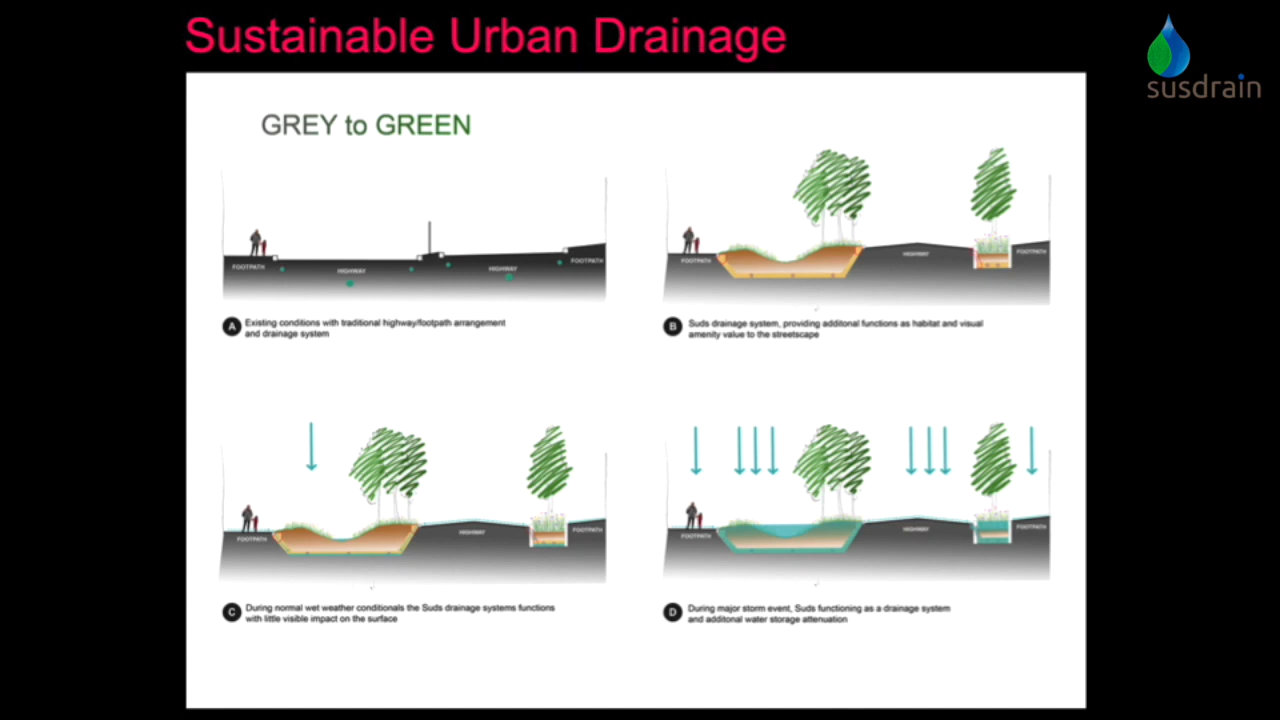 Sustainable Urban Drainage
susdrain
GREY to GREEN
FOOTPATH
HIGHWAY
HIGHWAY
FOOTPATH
A Existing conditions with traditional highway/footpath arrangement
and drainage system
FOOTPATH
HIGHWAY
FOOTPATH
B Suds drainage system, providing additonal functions as habitat and visual
amenity value to the streetscape
FOOTPATH
HIGHWAY
FOOTPATH
C During normal wet weather conditionals the Suds drainage systems functions
with little visible impact on the surface
FOOTPATH
HIGHWAY
FOOTPATH
D During major storm event, Suds functioning as a drainage system
and additonal water storage attenuation